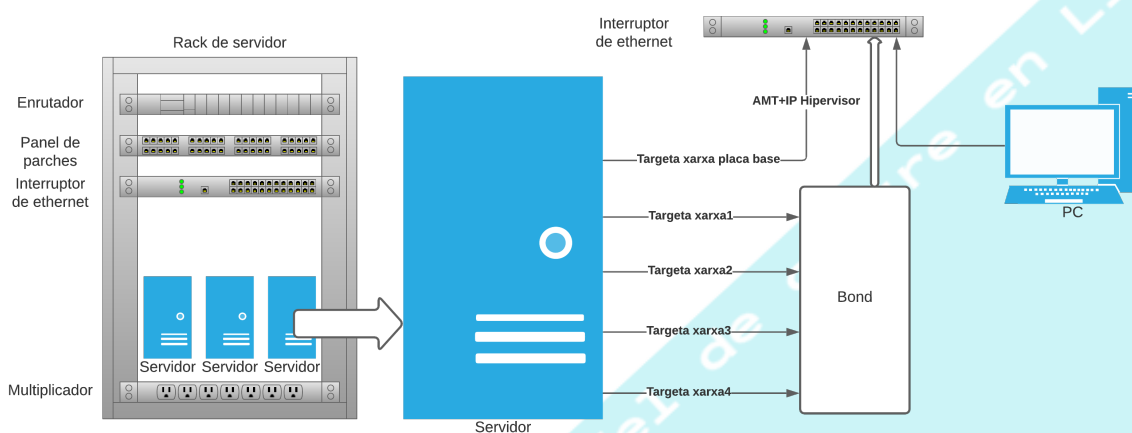 Rack de servidor
Enrutador
Panel de
parches
Interruptor
de ethernet
Servidor
Servidor
Servidor
Multiplicador
Servidor
Interruptor
de ethernet
AMT+IP Hipervisor
Targeta xarxa placa base
Targeta xarxa1
Targeta xarxa2
Targeta xarxa3
Targeta xarxa4
Bond
PC